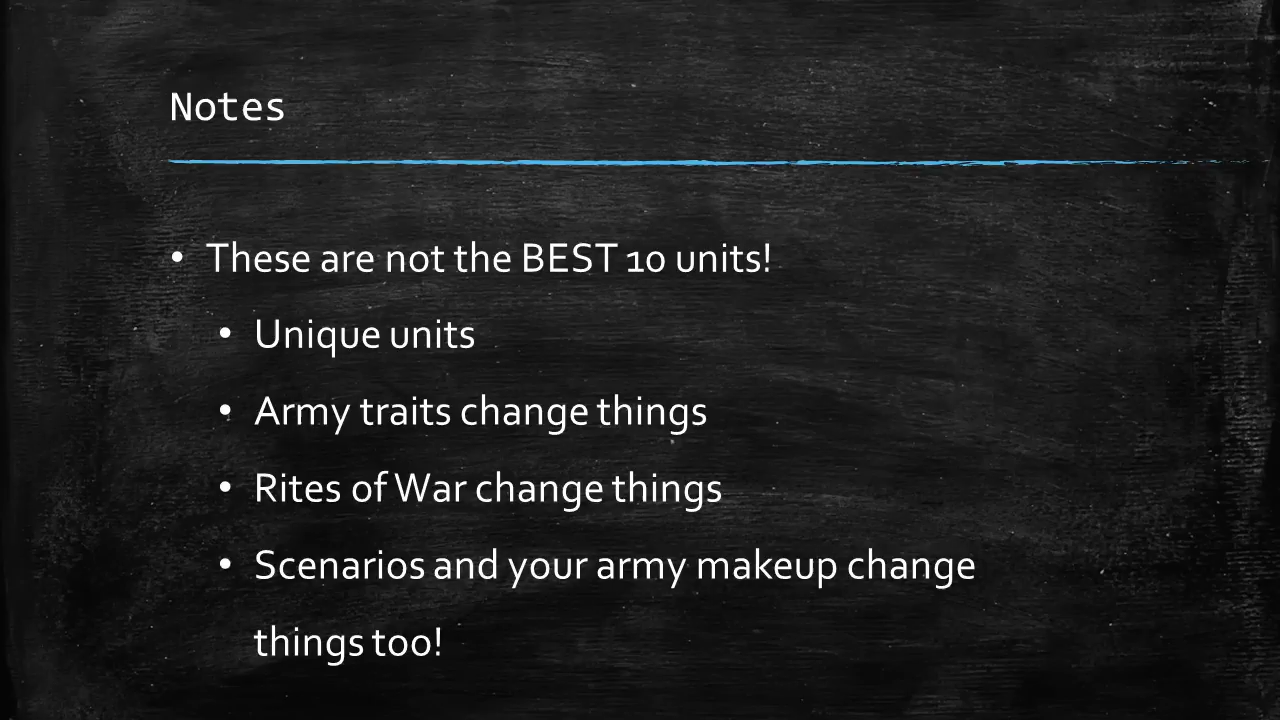 Notes
• These are not the BEST 10 units!
• Unique units
• Army traits change things
• Rites of War change things
• Scenarios and your army makeup change
things too!